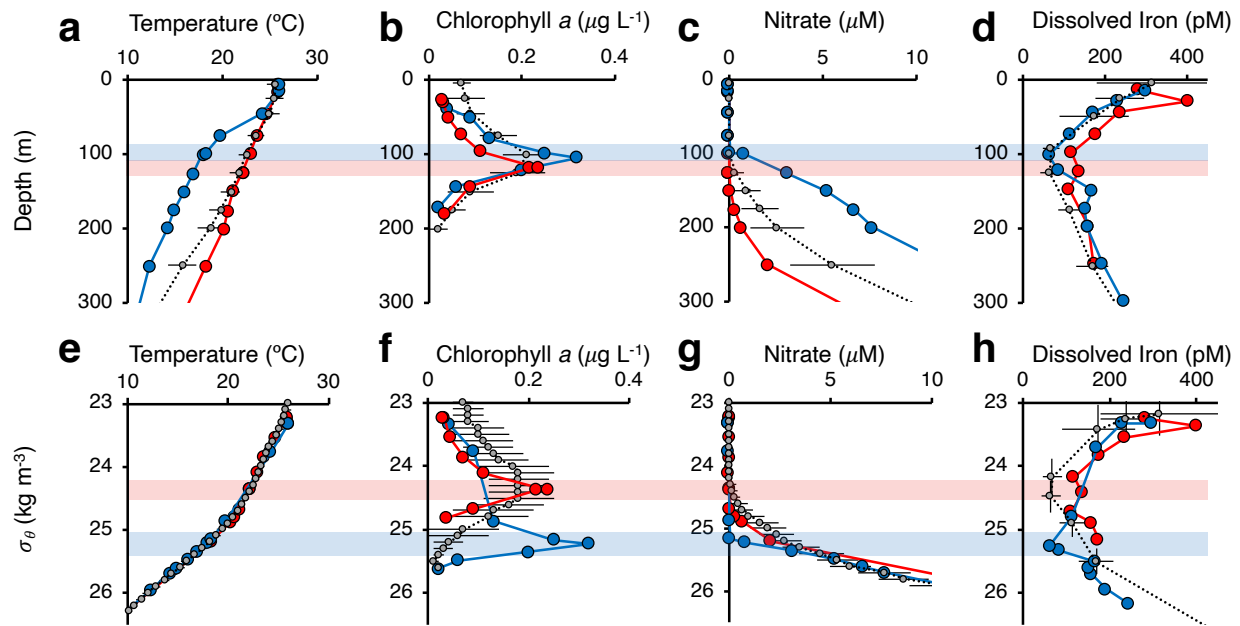 a Temperature (ºC)
b Chlorophyll a (μg L-1)
c Nitrate (μM)
d Dissolved Iron (pM)
10 20 30
0 0.2 0.4
0 5 10
0 200 400
Depth (m)
0 0 0 0
100 100 100 100
200 200 200 200
300 300 300 300
e Temperature (ºC)
f Chlorophyll a (μg L-1)
g Nitrate (μM)
h Dissolved Iron (pM)
10 20 30
0 0.2 0.4
0 5 10
0 200 400
σθ (kg m-3)
23 23 23 23
24 24 24 24
25 25 25 25
26 26 26 26